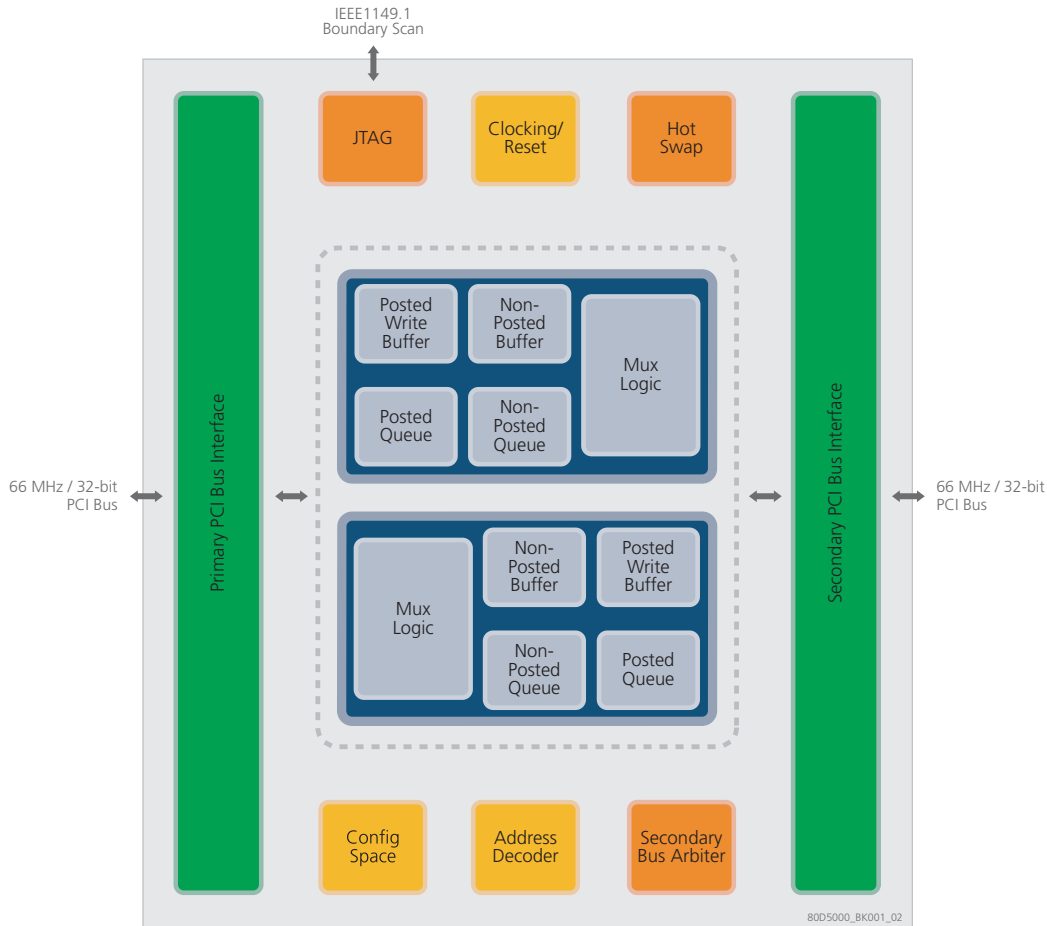 IEEE1149.1
Boundary Scan
JTAG
Clocking/
Reset
Hot
Swap
Primary PCI Bus Interface
Secondary PCI Bus Interface
Posted
Write
Buffer
Non-
Posted
Buffer
Mux
Logic
Posted
Queue
Non-
Posted
Queue
66 MHz / 32-bit
PCI Bus
66 MHz / 32-bit
PCI Bus
Mux
Logic
Non-
Posted
Buffer
Posted
Write
Buffer
Non-
Posted
Queue
Posted
Queue
Config
Space
Address
Decoder
Secondary
Bus Arbiter
80D5000_BK001_02